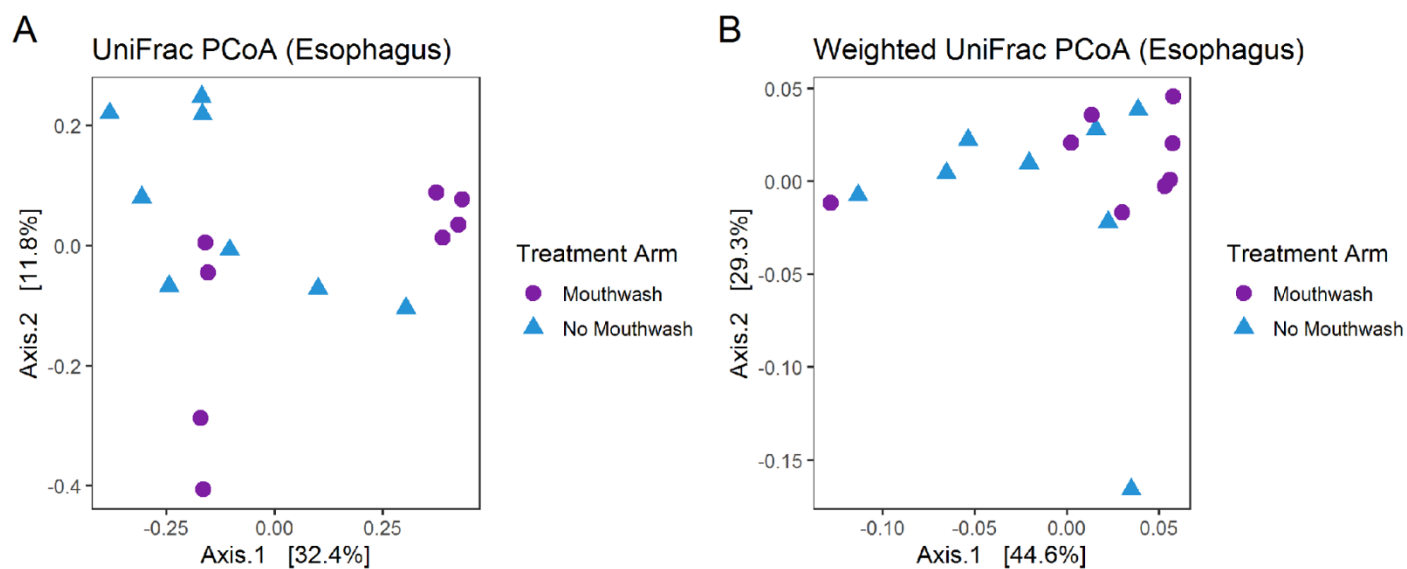 A
UniFrac PCoA (Esophagus)
Axis.2 [11.8%]
0.2
0.0
-0.2
-0.4
-0.25
0.00
0.25
Axis.1 [32.4%]
Treatment Arm
Mouthwash
No Mouthwash
B
Weighted UniFrac PCoA (Esophagus)
Axis.2 [29.3%]
0.05
0.00
-0.05
-0.10
-0.15
-0.10
-0.05
0.00
0.05
Axis.1 [44.6%]
Treatment Arm
Mouthwash
No Mouthwash